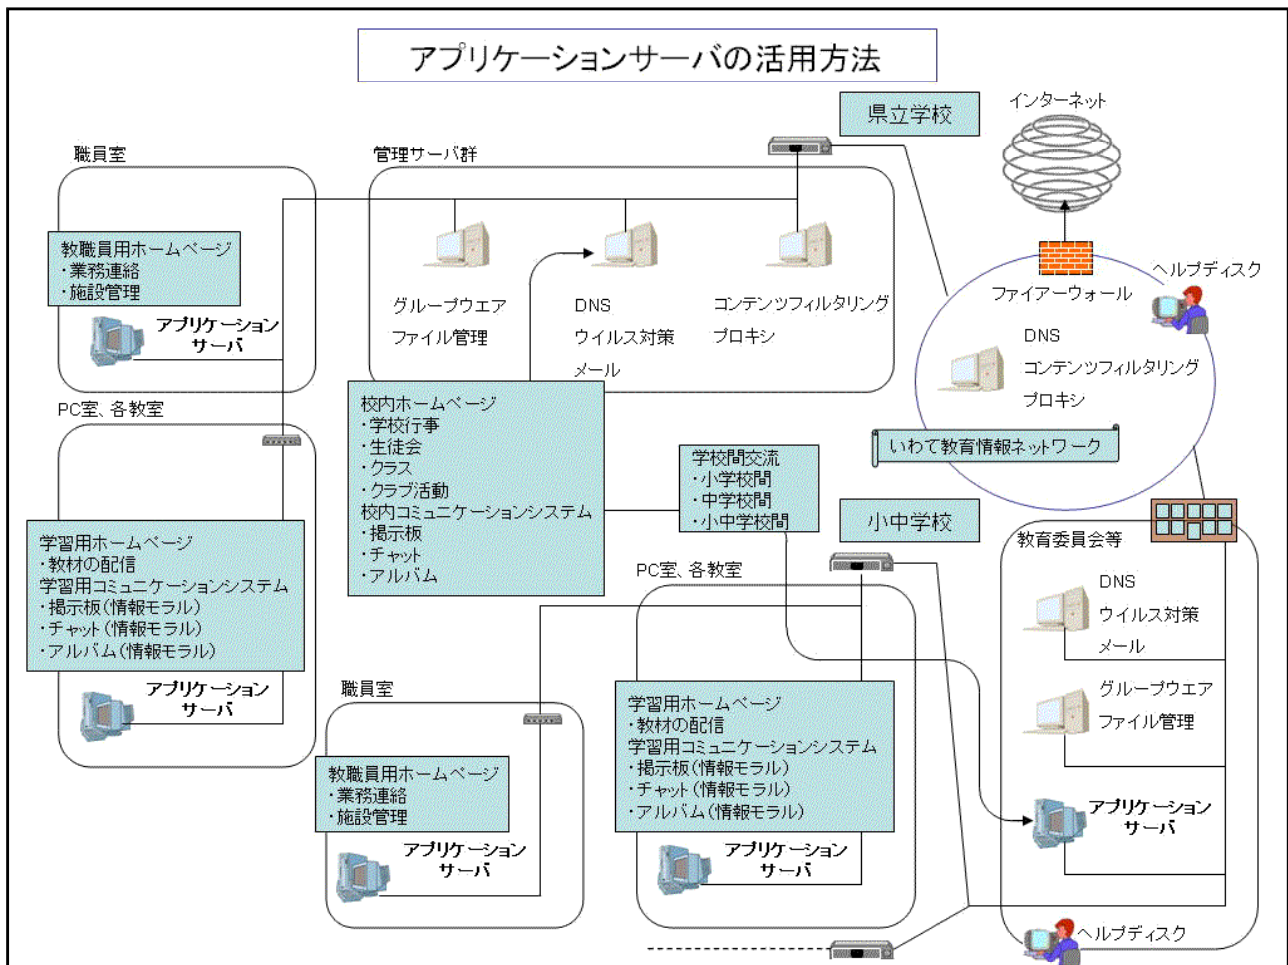 アプリケーションサーバの活用方法
県立学校
インターネット
職員室
管理サーバ群
教職員用ホームページ
・業務連絡
・施設管理
アプリケーション
サーバ
グループウエア
ファイル管理
DNS
ウイルス対策
メール
コンテンツフィルタリング
プロキシ
ファイアーウォール
ヘルプディスク
DNS
コンテンツフィルタリング
プロキシ
いわて教育情報ネットワーク
PC室、各教室
学習用ホームページ
・教材の配信
学習用コミュニケーションシステム
・掲示板(情報モラル)
・チャット(情報モラル)
・アルバム(情報モラル)
アプリケーション
サーバ
校内ホームページ
・学校行事
・生徒会
・クラス
・クラブ活動
校内コミュニケーションシステム
・掲示板
・チャット
・アルバム
学校間交流
・小学校間
・中学校間
・小中学校間
小中学校
PC室、各教室
学習用ホームページ
・教材の配信
学習用コミュニケーションシステム
・掲示板(情報モラル)
・チャット(情報モラル)
・アルバム(情報モラル)
アプリケーション
サーバ
職員室
教職員用ホームページ
・業務連絡
・施設管理
アプリケーション
サーバ
教育委員会等
DNS
ウイルス対策
メール
グループウエア
ファイル管理
アプリケーション
サーバ
ヘルプディスク